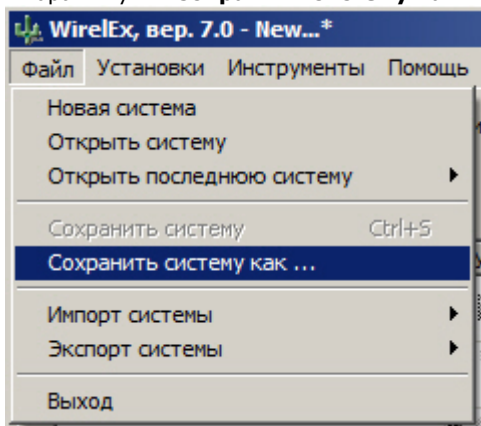 WirelEx, вер. 7.0 - New...*
Файл Установки Инструменты Помощь
Новая система
Открыть систему
Открыть последнюю систему
Сохранить систему Ctrl+S
Сохранить систему как ...
Импорт системы
Экспорт системы
Выход